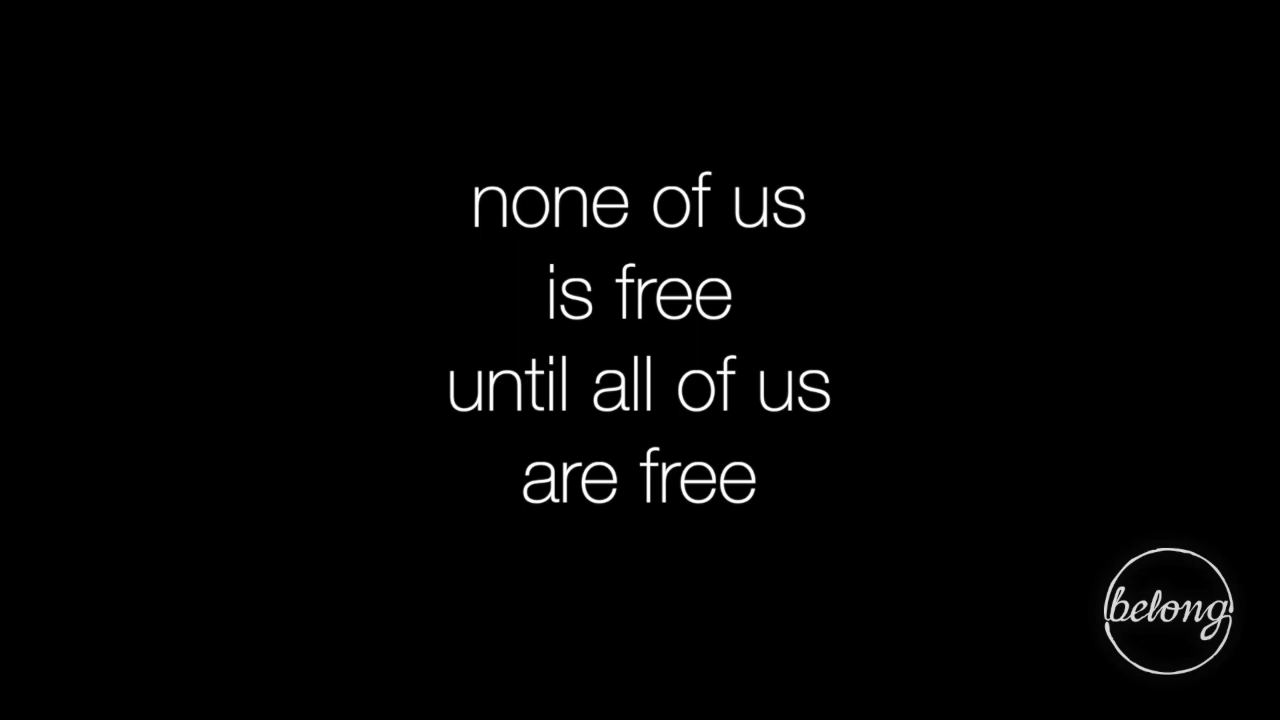 none of us
is free
until all of us
are free
belong